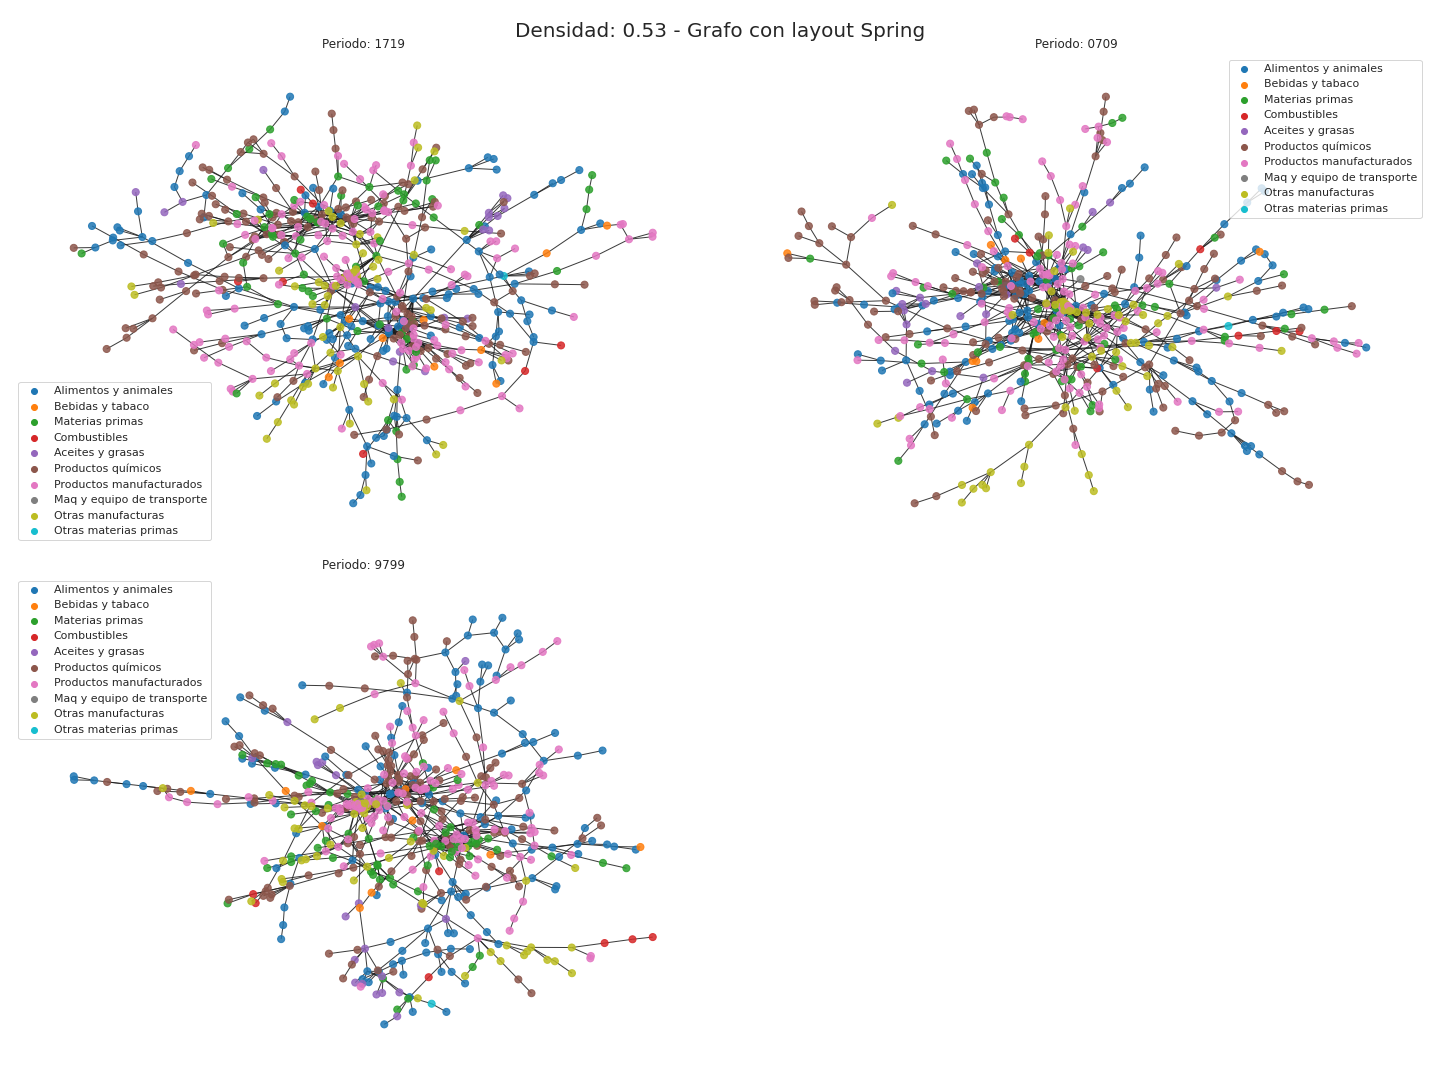 Densidad: 0.53 - Grafo con layout Spring
Periodo: 1719
Alimentos y animales
Bebidas y tabaco
Materias primas
Combustibles
Aceites y grasas
Productos químicos
Productos manufacturados
Maq y equipo de transporte
Otras manufacturas
Otras materias primas
Periodo: 0709
Alimentos y animales
Bebidas y tabaco
Materias primas
Combustibles
Aceites y grasas
Productos químicos
Productos manufacturados
Maq y equipo de transporte
Otras manufacturas
Otras materias primas
Periodo: 9799
Alimentos y animales
Bebidas y tabaco
Materias primas
Combustibles
Aceites y grasas
Productos químicos
Productos manufacturados
Maq y equipo de transporte
Otras manufacturas
Otras materias primas